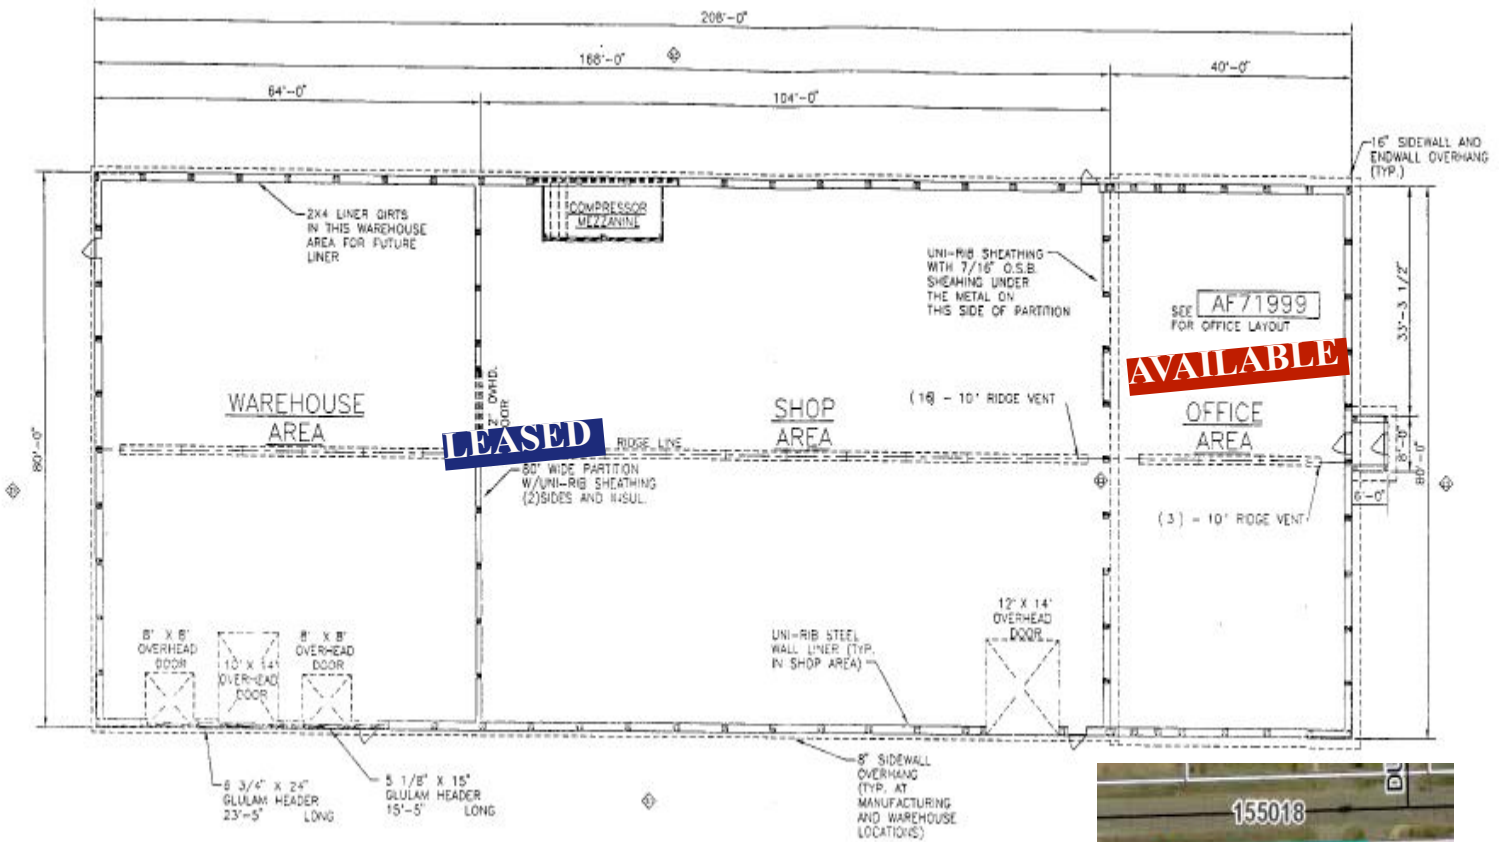 208'-0"
168'-0"
40'-0"
64'-0"
104'-0"
16" SIDEWALL AND
ENDWALL OVERHANG
(TYP.)
2X4 LINER GIRTS
IN THIS WAREHOUSE
AREA FOR FUTURE
LINER
COMPRESSOR
MEZZANINE
UNI-RIB SHEATHING
WITH 7/16" O.S.B.
SHEAHING UNDER
THE METAL ON
THIS SIDE OF PARTITION
SEE AF71999
FOR OFFICE LAYOUT
33'-3 1/2"
AVAILABLE
WAREHOUSE
AREA
OVHD.
LEASED
RIDGE LINE
SHOP
AREA
(16) - 10' RIDGE VENT
OFFICE
AREA
80'-0"
8'-0"
80'-0"
6'-0"
80' WIDE PARTITION
W/UNI-RIB SHEATHING
(2)SIDES AND INSUL.
(3) - 10' RIDGE VENT
8' X 8'
OVERHEAD
DOOR
10' X 14'
OVERHEAD
DOOR
8' X 8'
OVERHEAD
DOOR
UNI-RIB STEEL
WALL LINER (TYP.
IN SHOP AREA)
12' X 14'
OVERHEAD
DOOR
6 3/4" X 24"
GLULAM HEADER
23'-5" LONG
5 1/8" X 15"
GLULAM HEADER
15'-5" LONG
8" SIDEWALL
OVERHANG
(TYP. AT
MANUFACTURING
AND WAREHOUSE
LOCATIONS)
155018